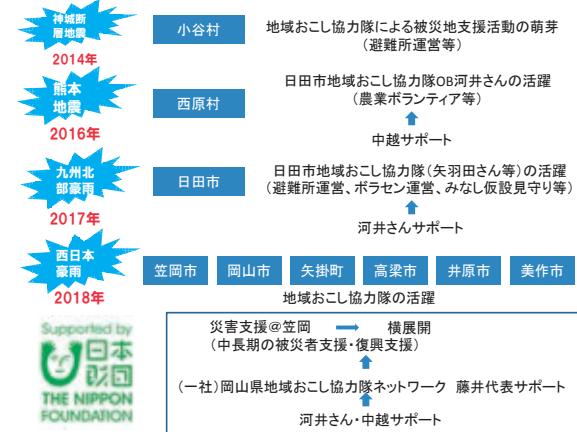 神城断
層地震
2014年
小谷村
地域おこし協力隊による被災地支援活動の萌芽
(避難所運営等)
熊本
地震
2016年
西原村
日田市地域おこし協力隊OB河井さんの活躍
(農業ボランティア等)
中越サポート
九州北
部豪雨
2017年
日田市
日田市地域おこし協力隊(矢羽田さん等)の活躍
(避難所運営、ボラセン運営、みなし仮設見守り等)
河井さんサポート
西日本
豪雨
2018年
笠岡市 岡山市 矢掛町 高梁市 井原市 美作市
地域おこし協力隊の活躍
Supported by
日本
財団
THE NIPPON
FOUNDATION
災害支援@笠岡 横展開
(中長期の被災者支援・復興支援)
(一社)岡山県地域おこし協力隊ネットワーク 藤井代表サポート
河井さん・中越サポート